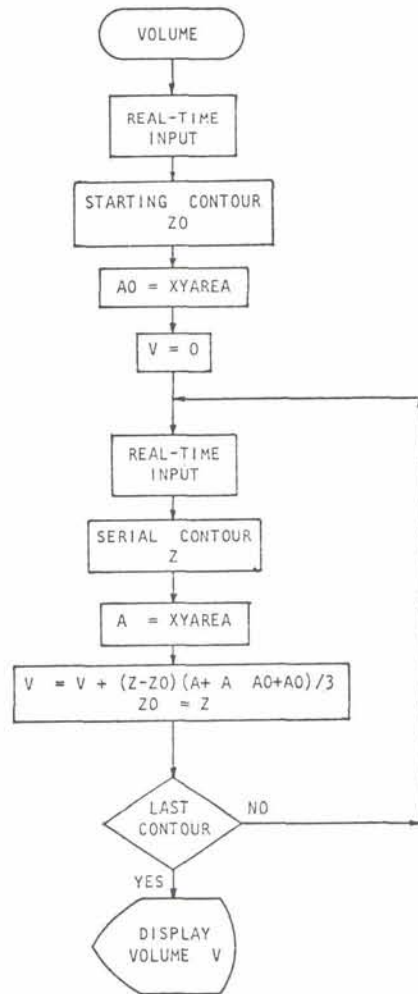 VOLUME
REAL-TIME
INPUT
STARTING CONTOUR
Z0
A0 = XYAREA
V = 0
REAL-TIME
INPUT
SERIAL CONTOUR
Z
A = XYAREA
V = V + (Z-Z0)(A+ A A0+A0)/3
Z0 = Z
LAST
CONTOUR
NO
YES
DISPLAY
VOLUME V